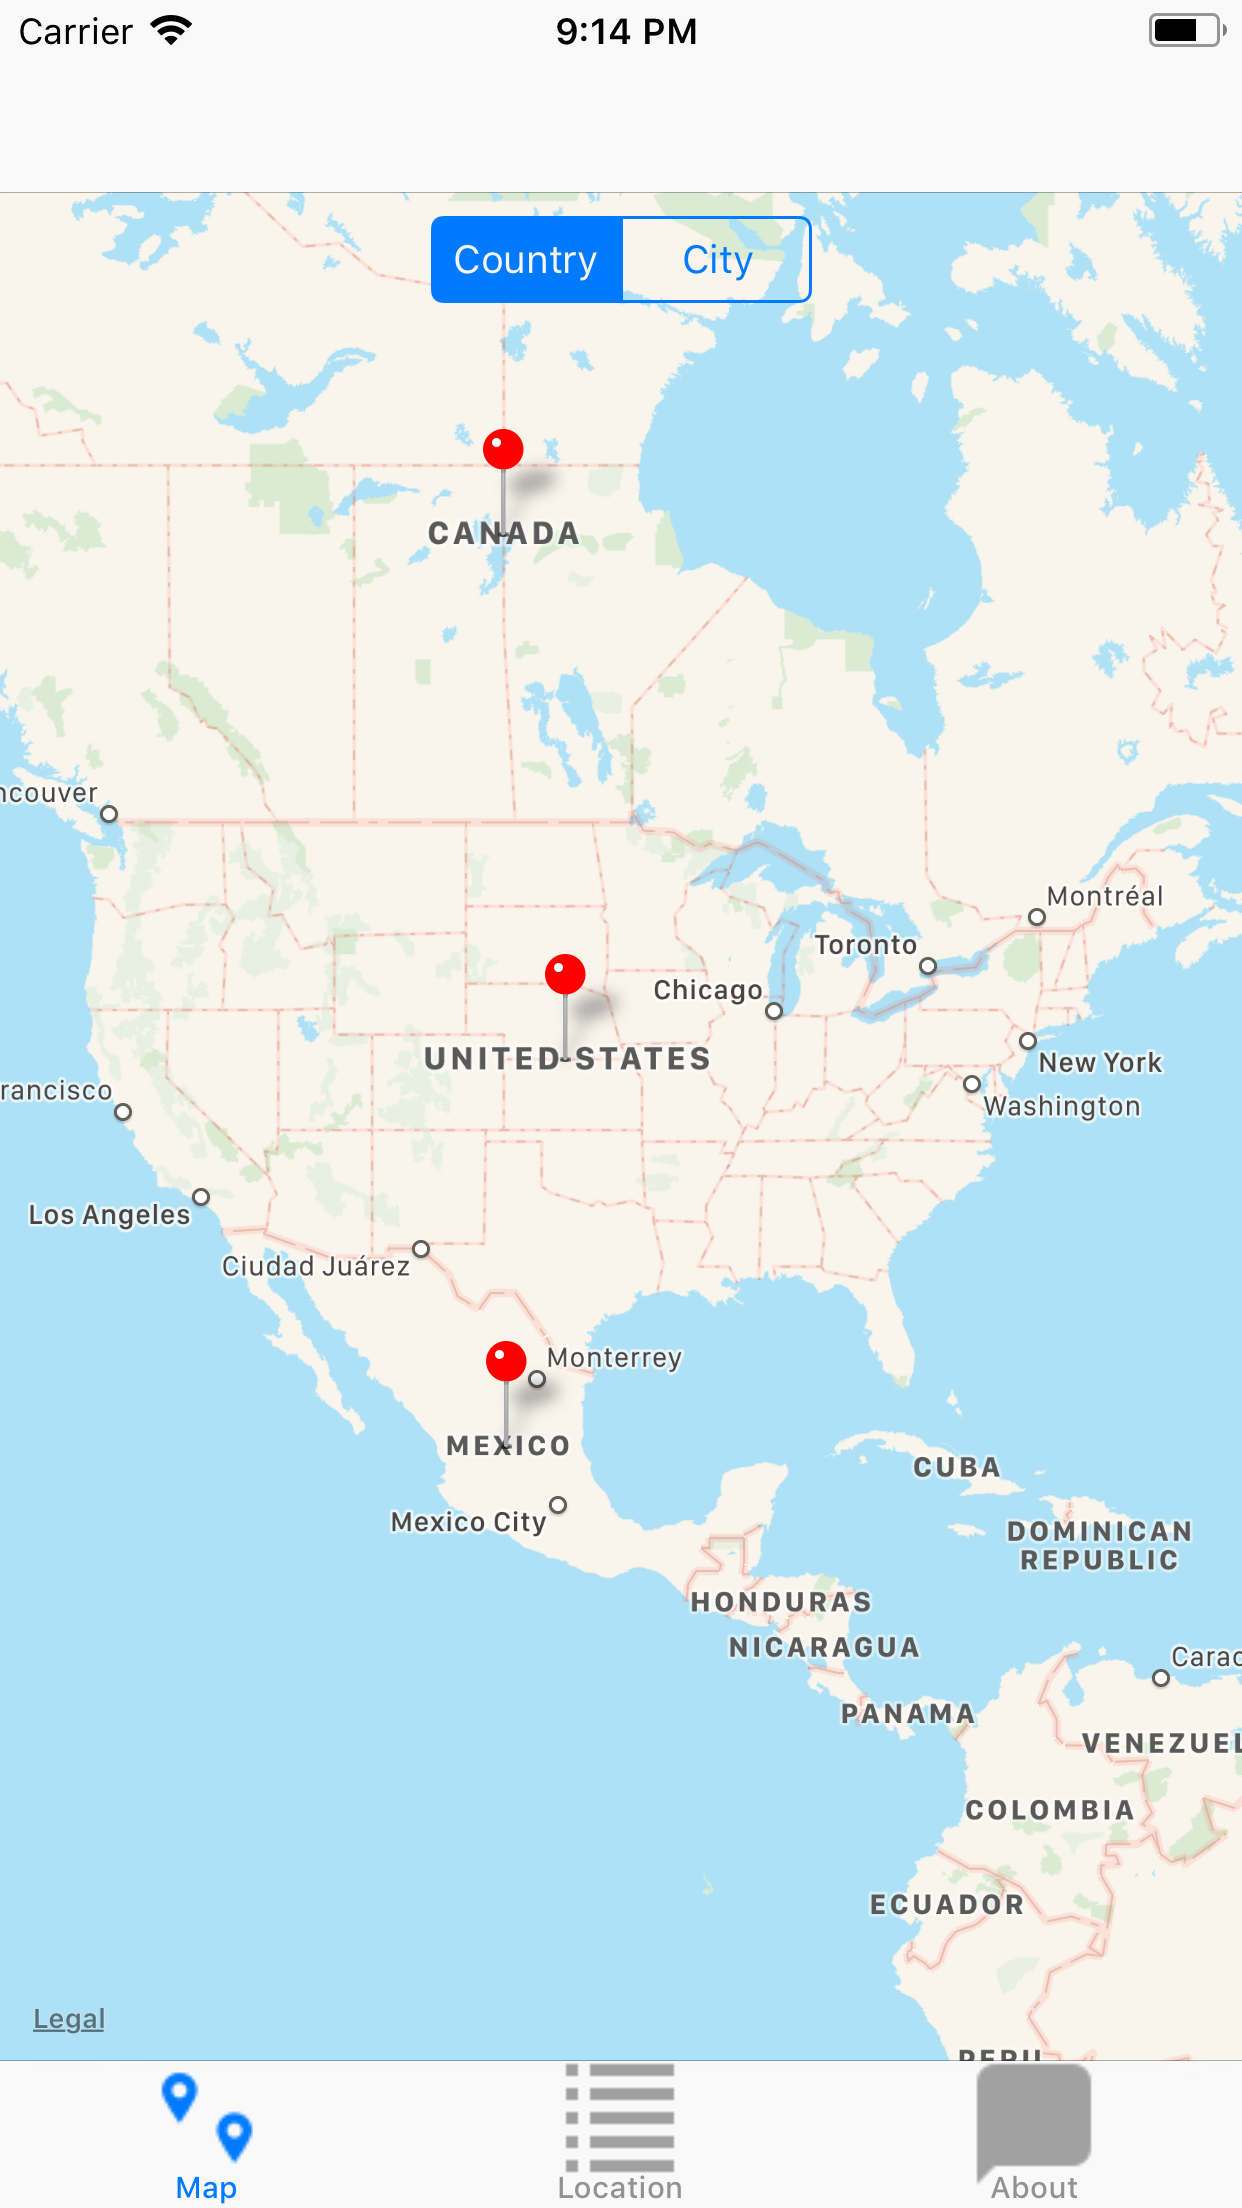 Carrier
9:14 PM
Country
City
CANADA
ncouver
Montréal
Toronto
Chicago
UNITED STATES
New York
rancisco
Washington
Los Angeles
Ciudad Juárez
Monterrey
MEXICO
CUBA
Mexico City
DOMINICAN
REPUBLIC
HONDURAS
NICARAGUA
Carac
PANAMA
VENEZUEL
COLOMBIA
ECUADOR
Legal
PERU
Map
Location
About